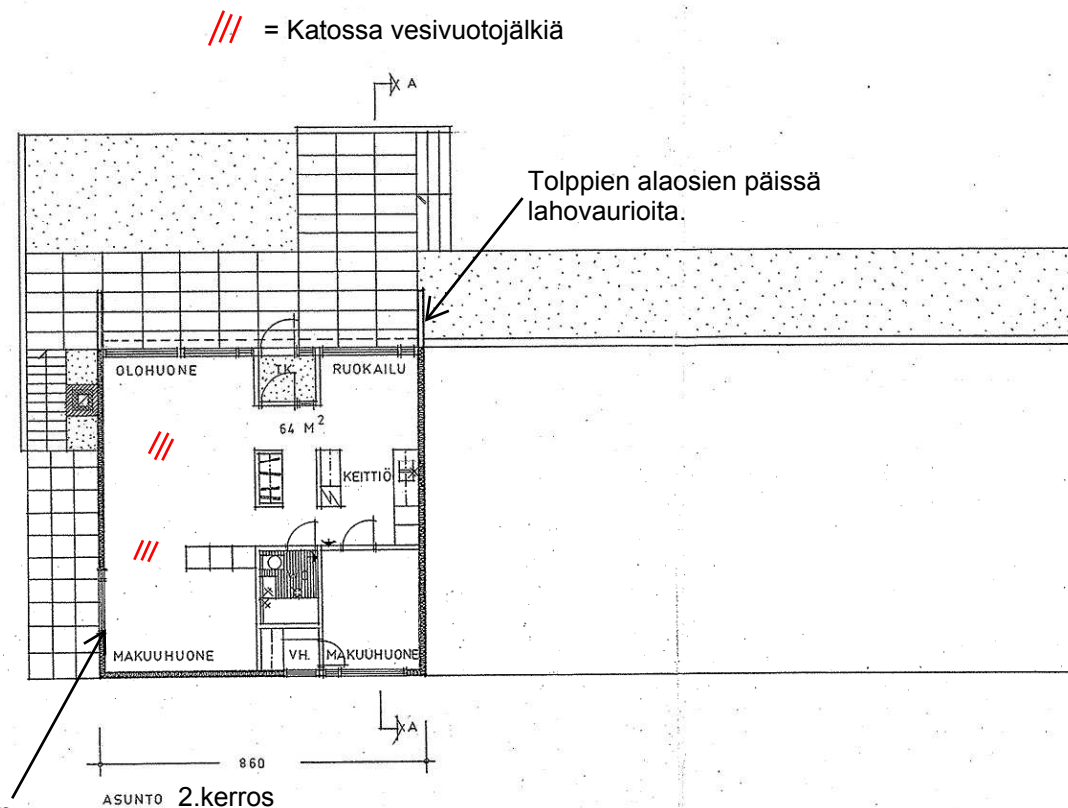 = Katossa vesivuotojälkiä
A
Tolppien alaosien päissä
lahovaurioita.
OLOHUONE
TK.
RUOKAILU
64 M²
KEITTIÖ
MAKUUHUONE
VH.
MAKUUHUONE
A
860
ASUNTO 2.kerros